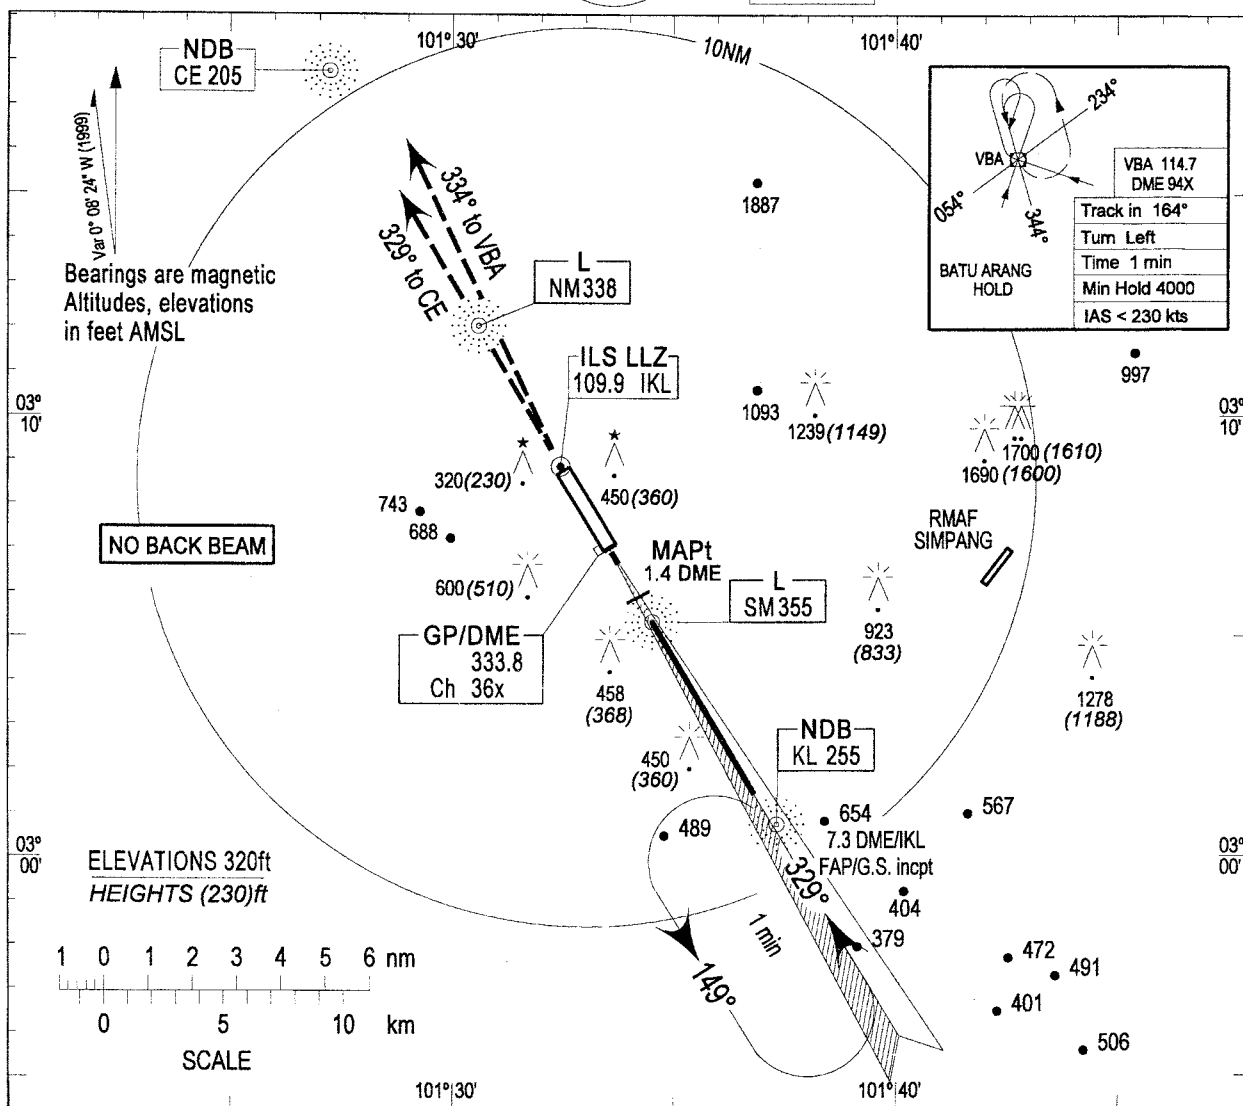 101° 30'
101° 40'
10NM
NDB
CE 205
Var 0° 08' 24" W (1999)
Bearings are magnetic
Altitudes, elevations
in feet AMSL
334° to VBA
329° to CE
L
NM338
ILS LLZ
109.9 IKL
1887
234°
VBA
054°
344°
BATU ARANG
HOLD
VBA 114.7
DME 94X
Track in 164°
Turn Left
Time 1 min
Min Hold 4000
IAS < 230 kts
997
1093
1239(1149)
03°
10'
03°
10'
1700(1610)
1690
(1600)
320(230)
450(360)
743
688
NO BACK BEAM
RMAF
SIMPANG
MAPt
1.4 DME
600(510)
L
SM355
GP/DME
333.8
Ch 36x
923
(833)
458
(368)
1278
(1188)
NDB
KL 255
450
(360)
489
654
567
7.3 DME/IKL
FAP/G.S. incpt
03°
00'
03°
00'
ELEVATIONS 320ft
HEIGHTS (230)ft
329°
404
1 min
379
149°
472
491
401
506
1 0 1 2 3 4 5 6 nm
0 5 10 km
SCALE
101° 30'
101° 40'